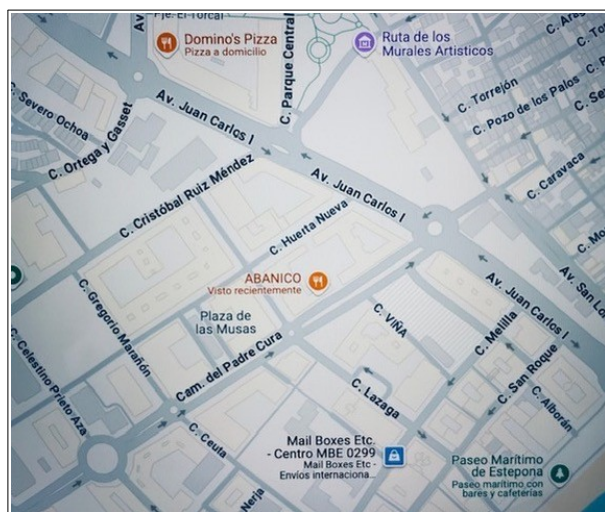 Pje. El Torcal
Av.
Domino's Pizza
Pizza a domicilio
C. Parque Central
Ruta de los
Murales Artisticos
C. Torrejón
C. Pozo de los Palos
C. Severo Ochoa
C. Ortega y Gasset
Av. Juan Carlos I
Av. Juan Carlos I
C. Caravaca
C. Cristóbal Ruiz Méndez
C. Huerta Nueva
ABANICO
Visto recientemente
Av. Juan Carlos I
C. Gregorio Marañón
Plaza de
las Musas
C. VIÑA
C. Melilla
C. San Roque
C. Celestino Prieto Aza
Cam. del Padre Cura
C. Lazaga
C. Alborán
C. Ceuta
Mail Boxes Etc.
- Centro MBE 0299
Mail Boxes Etc -
Envíos internaciona...
Paseo Marítimo
de Estepona
Paseo marítimo con
bares y cafeterías
Nerja